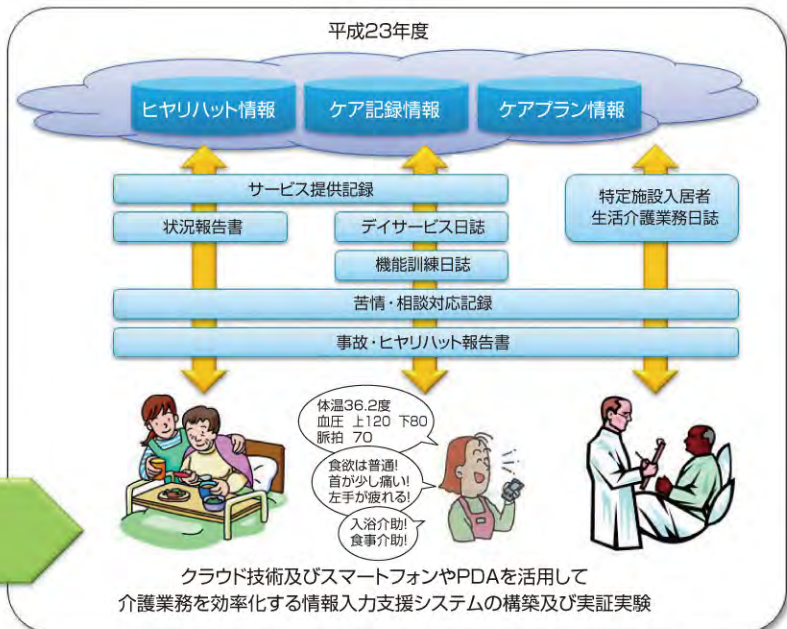 平成23年度
ヒヤリハット情報
ケア記録情報
ケアプラン情報
サービス提供記録
特定施設入居者
生活介護業務日誌
状況報告書
デイサービス日誌
機能訓練日誌
苦情・相談対応記録
事故・ヒヤリハット報告書
体温36.2度
血圧 上120 下80
脈拍 70
食欲は普通!
首が少し痛い!
左手が疲れる!
入浴介助!
食事介助!
クラウド技術及びスマートフォンやPDAを活用して
介護業務を効率化する情報入力支援システムの構築及び実証実験